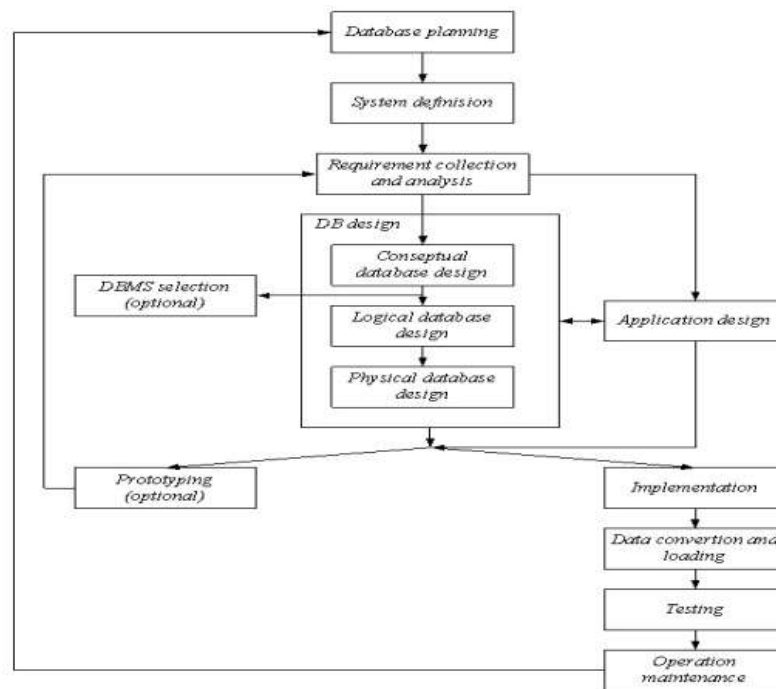 Database planning
System definision
Requirement collection
and analysis
DB design
Conseptual
database design
DBMS selection
(optional)
Logical database
design
Application design
Physical database
design
Prototyping
(optional)
Implementation
Data convertion and
loading
Testing
Operation
maintenance